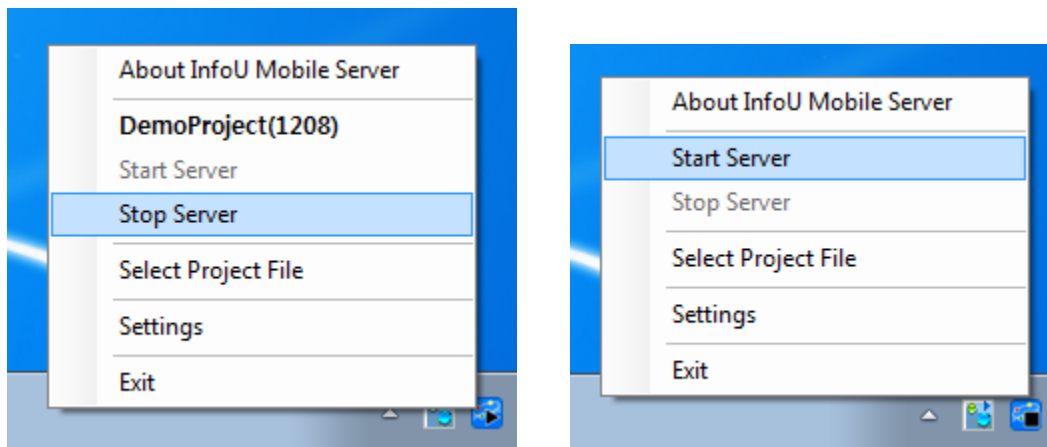 About InfoU Mobile Server
DemoProject(1208)
Start Server
Stop Server
Select Project File
Settings
Exit
About InfoU Mobile Server
Start Server
Stop Server
Select Project File
Settings
Exit